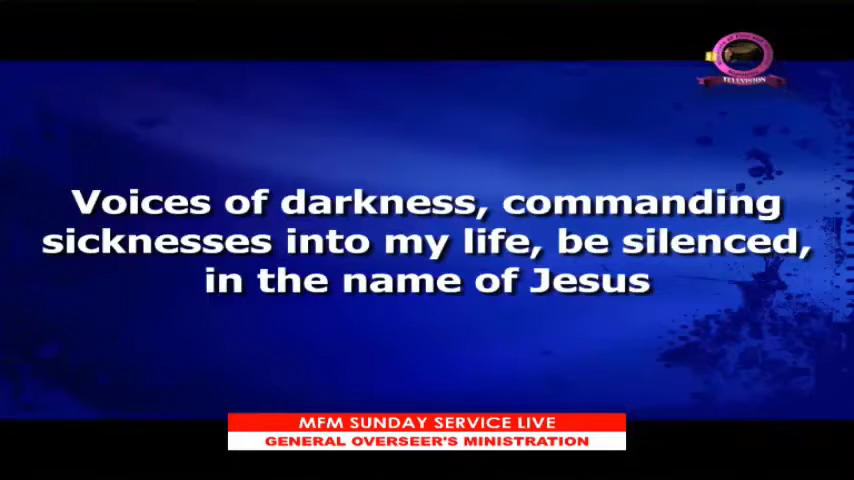 TELEVISION
Voices of darkness, commanding
sicknesses into my life, be silenced,
in the name of Jesus
MFM SUNDAY SERVICE LIVE
GENERAL OVERSEER'S MINISTRATION